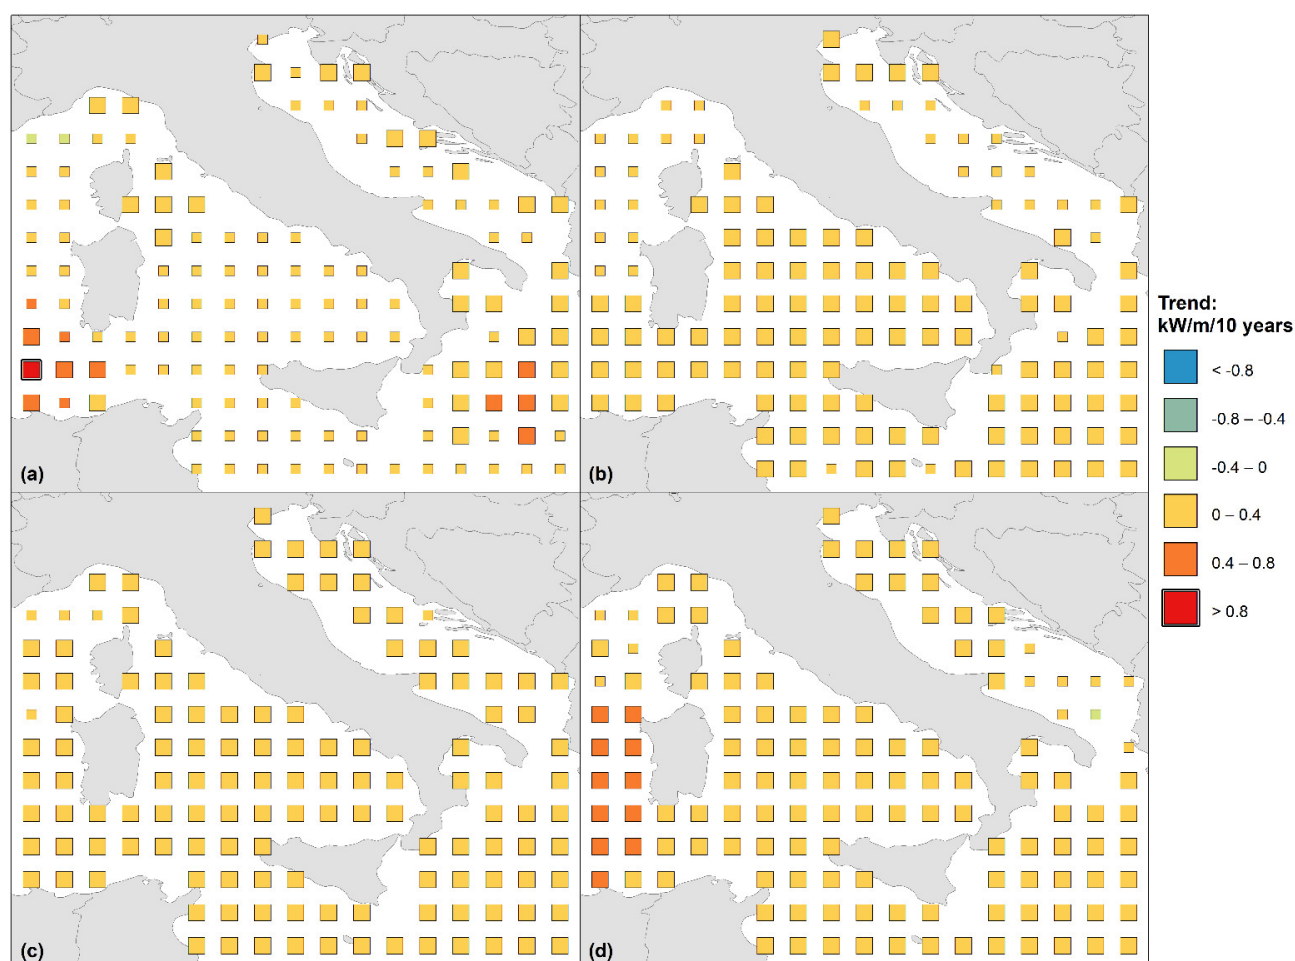 (a)
(b)
(c)
(d)
Trend:
kW/m/10 years
< -0.8
-0.8 – -0.4
-0.4 – 0
0 – 0.4
0.4 – 0.8
> 0.8